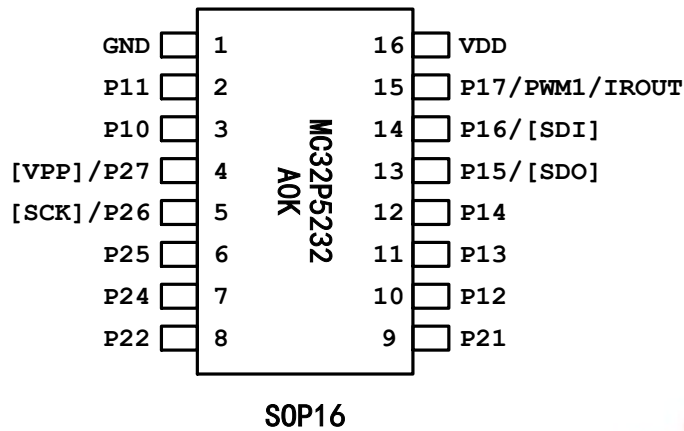 GND 1 16 VDD
P11 2 15 P17/PWM1/IROUT
P10 3 14 P16/[SDI]
[VPP]/P27 4 13 P15/[SDO]
[SCK]/P26 5 12 P14
P25 6 11 P13
P24 7 10 P12
P22 8 9 P21
MC32P5232
A0K
SOP16